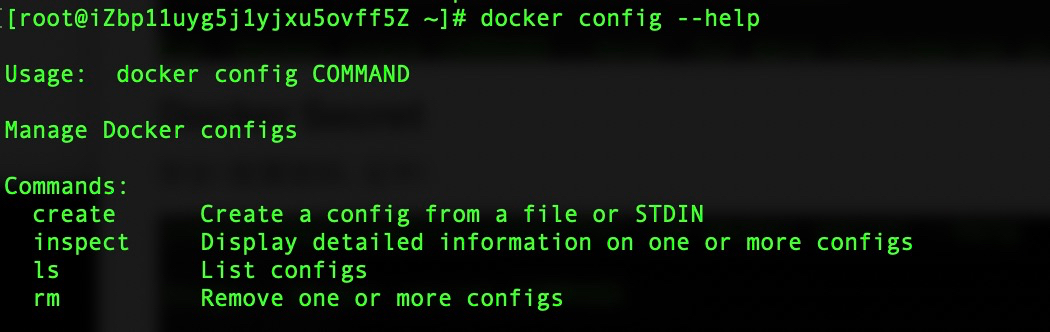 [root@iZbp11uyg5j1yjxu5ovff5Z ~]# docker config --help
Usage:  docker config COMMAND
Manage Docker configs
Commands:
  create      Create a config from a file or STDIN
  inspect     Display detailed information on one or more configs
  ls          List configs
  rm          Remove one or more configs